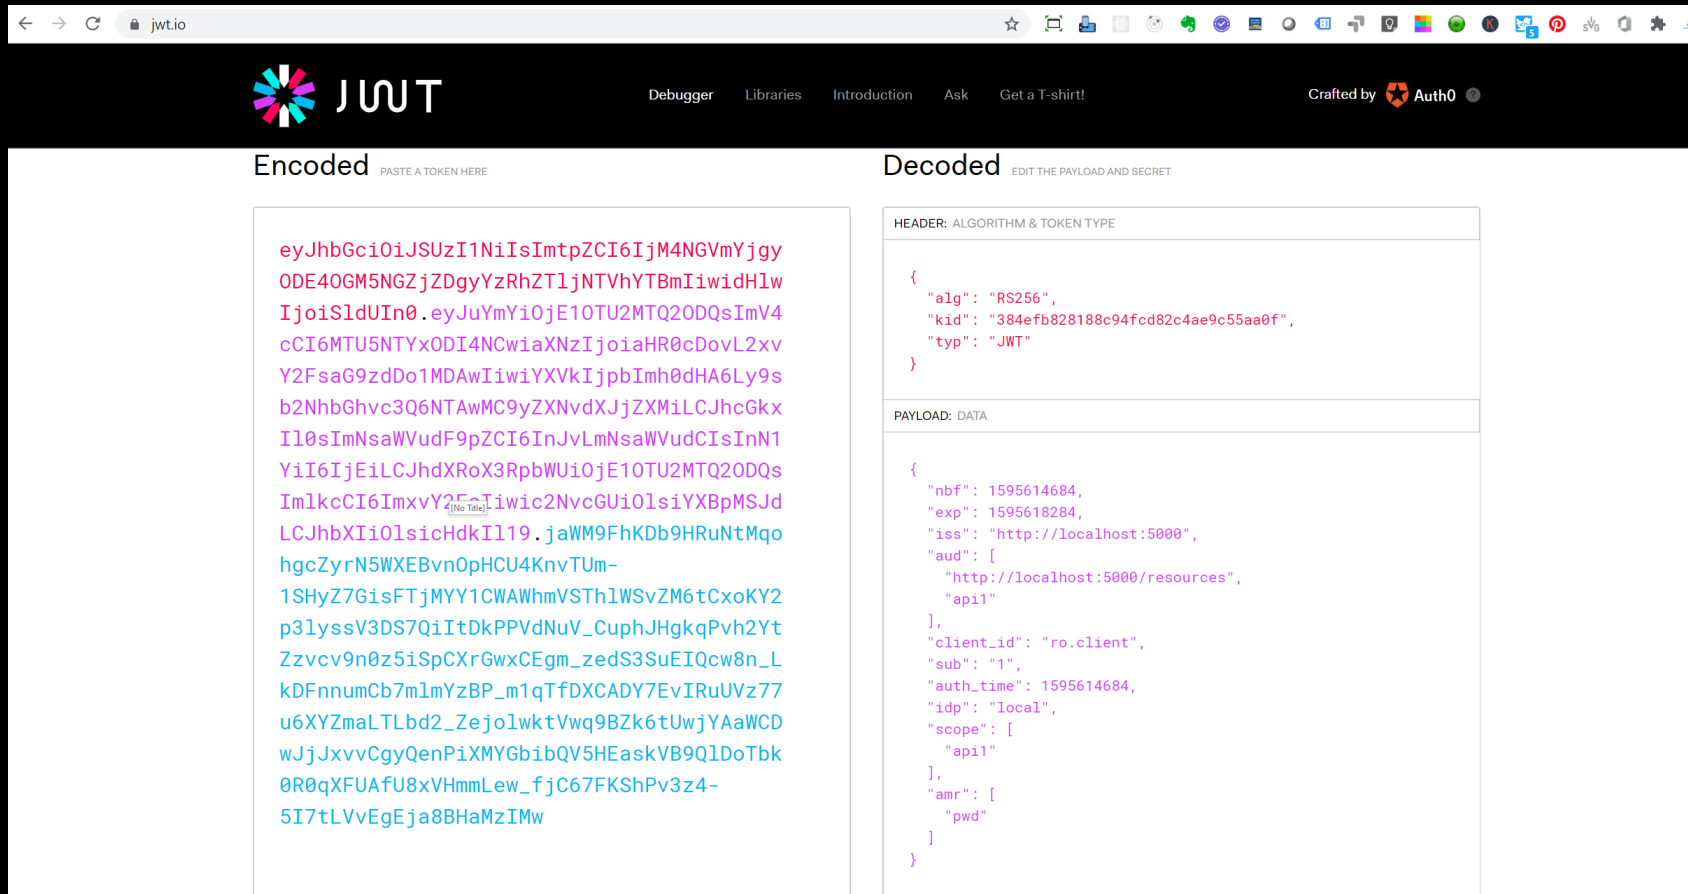 jwt.io
JWT
Debugger Libraries Introduction Ask Get a T-shirt!
Crafted by Auth0 ?
Encoded PASTE A TOKEN HERE
eyJhbGciOiJSUzI1NiIsImtpZCI6IjM4NGVmYjgy
ODE4OGM5NGZjZDgyYzRhZTljNTVhYTBmIiwidHlw
IjoiSldUIn0.eyJuYmYiOjE1OTU2MTQ2ODQsImV4
cCI6MTU5NTYxODI4NCwiaXNzIjoiaHR0cDovL2xv
Y2FsaG9zdDo1MDAwIiwiYXVkIjpbImh0dHA6Ly9s
b2NhbGhvc3Q6NTAwMC9yZXNvdXJjZXMiLCJhcGkx
Il0sImNsaWVudF9pZCI6InJvLmNsaWVudCIsInN1
YiI6IjEiLCJhdXRoX3RpbWUiOjE1OTU2MTQ2ODQs
ImlkcCI6ImxvY2FsIiwic2NvcGUiOlsiYXBpMSJd
[No Title]
LCJhbXIiOlsicHdkIl19.jaWM9FhKDb9HRuNtMqo
hgcZyrN5WXEBvnOpHCU4KnvTUm-
1SHyZ7GisFTjMYY1CWAWhmVSThlWSvZM6tCxoKY2
p3lyssV3DS7QiItDkPPVdNuV_CuphJHgkqPvh2Yt
Zzvcv9n0z5iSpCXrGwxCEgm_zedS3SuEIQcw8n_L
kDFnnumCb7mlmYzBP_m1qTfDXCADY7EvIRuUVz77
u6XYZmaLTLbd2_ZejolwktVwq9BZk6tUwjYAaWCD
wJjJxvvCgyQenPiXMYGbibQV5HEaskVB9QlDoTbk
0R0qXFUAfU8xVHmmLew_fjC67FKShPv3z4-
5I7tLVvEgEja8BHaMzIMw
Decoded EDIT THE PAYLOAD AND SECRET
HEADER: ALGORITHM & TOKEN TYPE
{
"alg": "RS256",
"kid": "384efb828188c94fcd82c4ae9c55aa0f",
"typ": "JWT"
}
PAYLOAD: DATA
{
"nbf": 1595614684,
"exp": 1595618284,
"iss": "http://localhost:5000",
"aud": [
"http://localhost:5000/resources",
"api1"
],
"client_id": "ro.client",
"sub": "1",
"auth_time": 1595614684,
"idp": "local",
"scope": [
"api1"
],
"amr": [
"pwd"
]
}